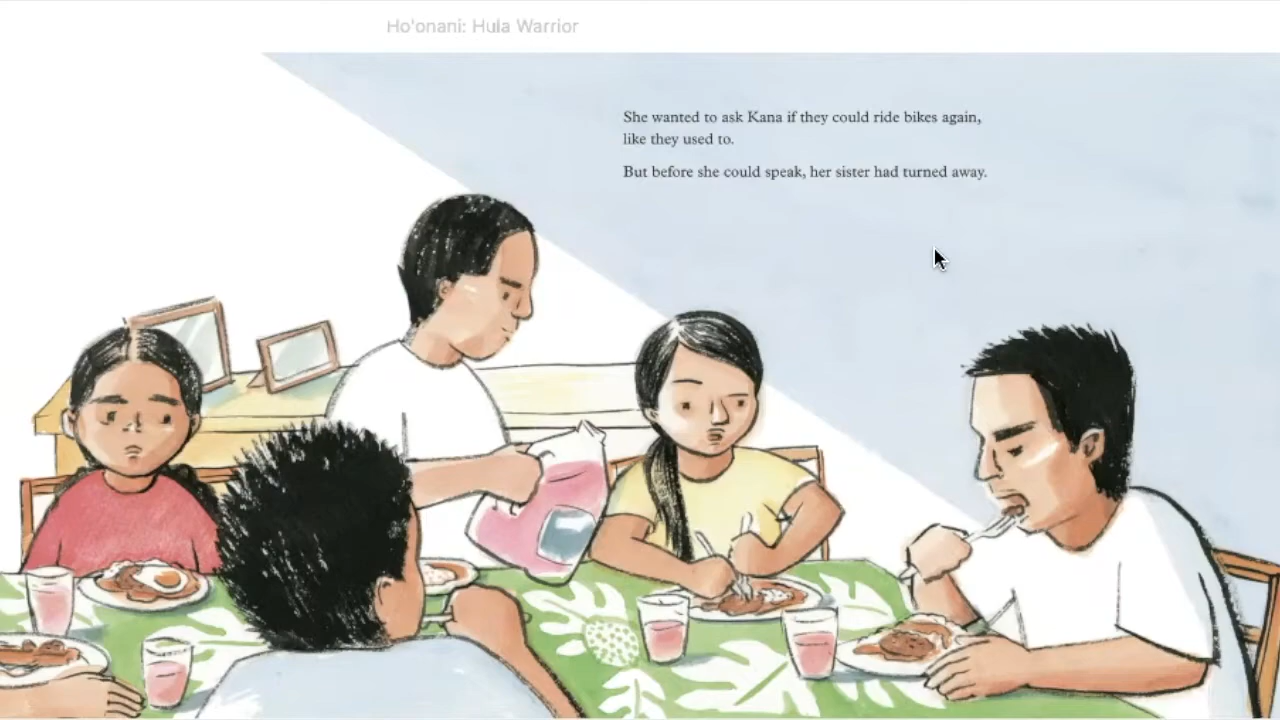 Ho'onani: Hula Warrior
She wanted to ask Kana if they could ride bikes again,
like they used to.
But before she could speak, her sister had turned away.